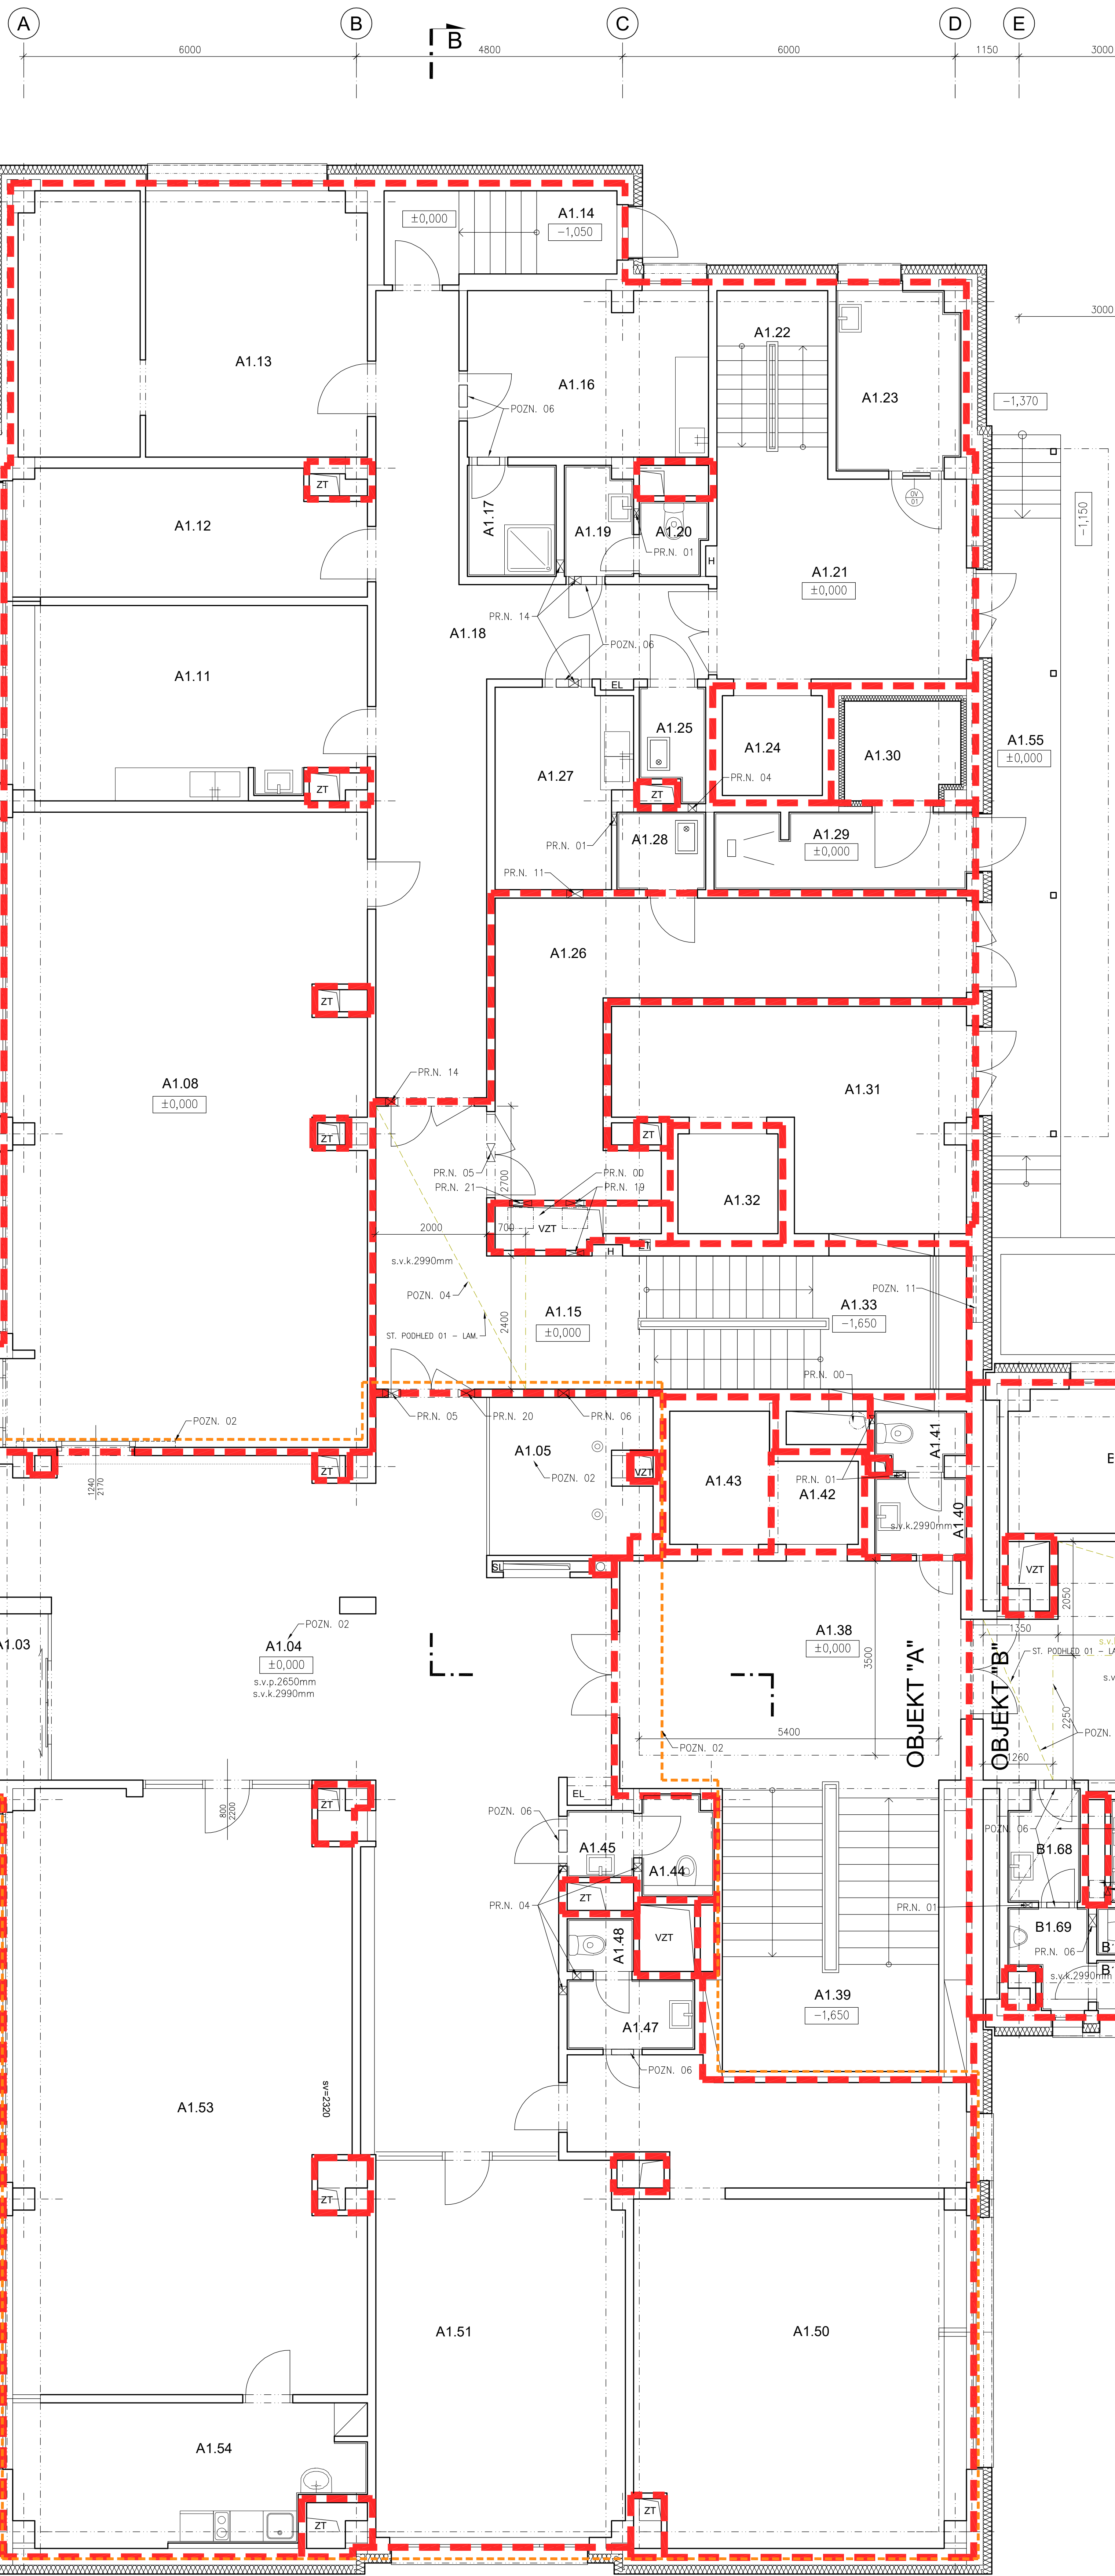 A
B
C
D
E
6000
B
4800
6000
1150
3000
±0,000
A1.14
-1,050
3000
A1.22
A1.13
A1.16
A1.23
-1,370
POZN. 06
ZT
0V
01
A1.12
A1.17
A1.19
A1.20
-1,150
PR.N. 01
H
A1.21
±0,000
PR.N. 14
A1.18
POZN. 06
A1.11
EL
A1.25
A1.24
A1.30
A1.55
±0,000
A1.27
ZT
PR.N. 04
ZT
A1.28
A1.29
±0,000
PR.N. 01
PR.N. 11
A1.26
ZT
A1.08
±0,000
PR.N. 14
A1.31
ZT
ZT
PR.N. 05
PR.N. 00
PR.N. 21
PR.N. 19
2700
A1.32
2000
700
VZT
H
s.v.k.2990mm
POZN. 04
POZN. 11
A1.15
±0,000
A1.33
-1,650
2400
ST. PODHLED 01 - LAM.
PR.N. 00
PR.N. 05
PR.N. 20
PR.N. 06
POZN. 02
A1.05
A1.41
ZT
POZN. 02
VZT
A1.43
PR.N. 01
A1.42
1240
2170
s.v.k.2990mm
A1.40
SL
VZT
2050
POZN. 02
A1.03
A1.04
±0,000
s.v.p.2650mm
s.v.k.2990mm
A1.38
±0,000
3500
1350
OBJEKT "A"
OBJEKT "B"
ST. PODHLED 01 - LA
2250
5400
POZN. 02
POZN.
1260
ZT
800
2200
EL
POZN. 06
A1.45
A1.44
POZN. 06
B1.68
ZT
PR.N. 04
A1.48
VZT
PR.N. 01
B1.69
PR.N. 06
s.v.k.2990mm
A1.39
-1,650
A1.47
POZN. 06
A1.53
sv=2320
ZT
A1.51
A1.50
A1.54
ZT
ZT